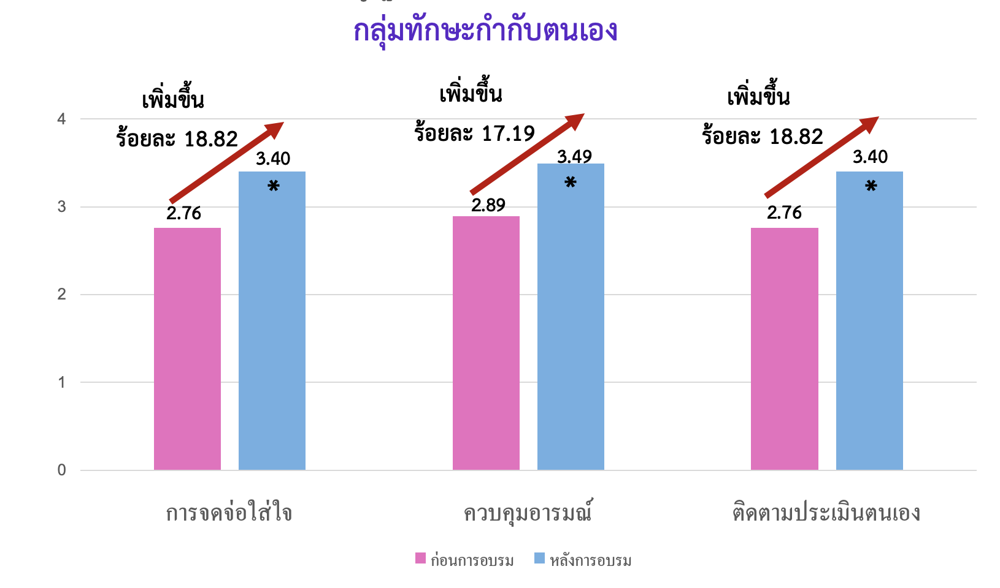 กลุ่มทักษะกำกับตนเอง
เพิ่มขึ้น
ร้อยละ 18.82
เพิ่มขึ้น
ร้อยละ 17.19
เพิ่มขึ้น
ร้อยละ 18.82
4
3
2
1
0
2.76
3.40
*
2.89
3.49
*
2.76
3.40
*
การจดจ่อใส่ใจ
ควบคุมอารมณ์
ติดตามประเมินตนเอง
ก่อนการอบรม
หลังการอบรม